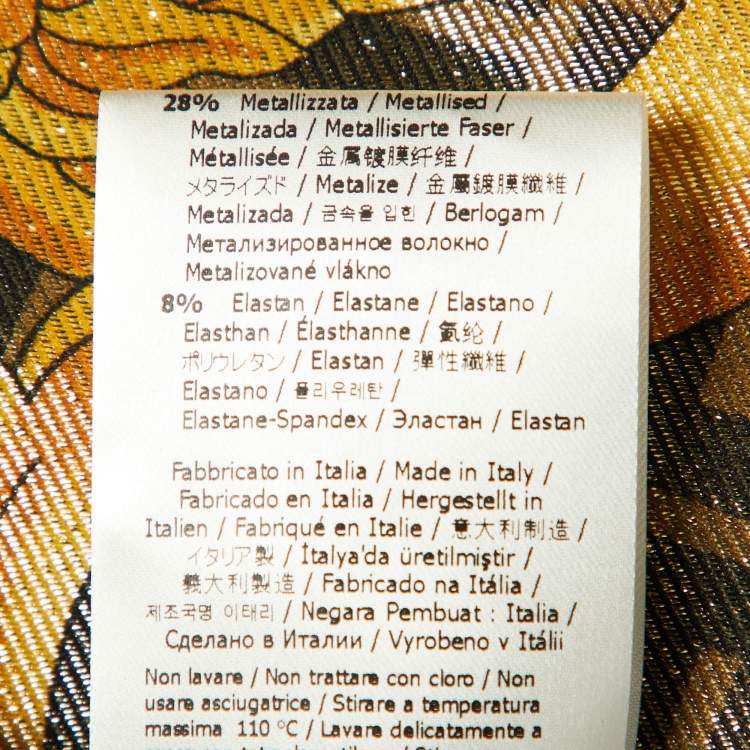 28% Metallizzata / Metallised /
Metalizada / Metallisierte Faser /
Métallisée / 金属镀膜纤维 /
メタライズド / Metalize / 金屬鍍膜纖維 /
Metalizada / 금속을 입힌 / Berlogam /
Метализированное волокно /
Metalizované vlákno
8% Elastan / Elastane / Elastano /
Elasthan / Élasthanne / 氨纶 /
ポリウレタン / Elastan / 彈性纖維 /
Elastano / 폴리우레탄 /
Elastane-Spandex / Эластан / Elastan
Fabbricato in Italia / Made in Italy /
Fabricado en Italia / Hergestellt in
Italien / Fabriqué en Italie / 意大利制造 /
イタリア製 / İtalya'da üretilmiştir /
義大利製造 / Fabricado na Itália /
제조국명 이태리 / Negara Pembuat : Italia /
Сделано в Италии / Vyrobeno v Itálii
Non lavare / Non trattare con cloro / Non
usare asciugatrice / Stirare a temperatura
massima 110 °C / Lavare delicatamente a